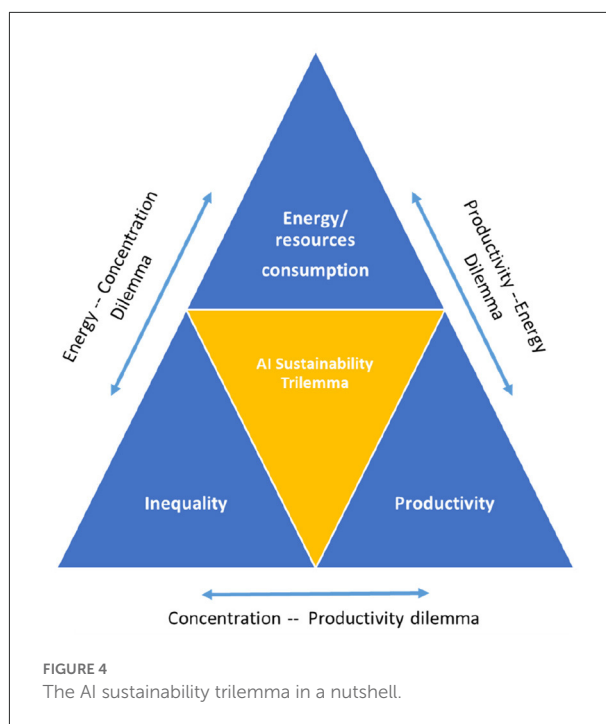 Energy/
resources
consumption
Energy -- Concentration
Dilemma
Productivity --Energy
Dilemma
AI Sustainability
Trilemma
Inequality
Productivity
Concentration -- Productivity dilemma
FIGURE 4
The AI sustainability trilemma in a nutshell.